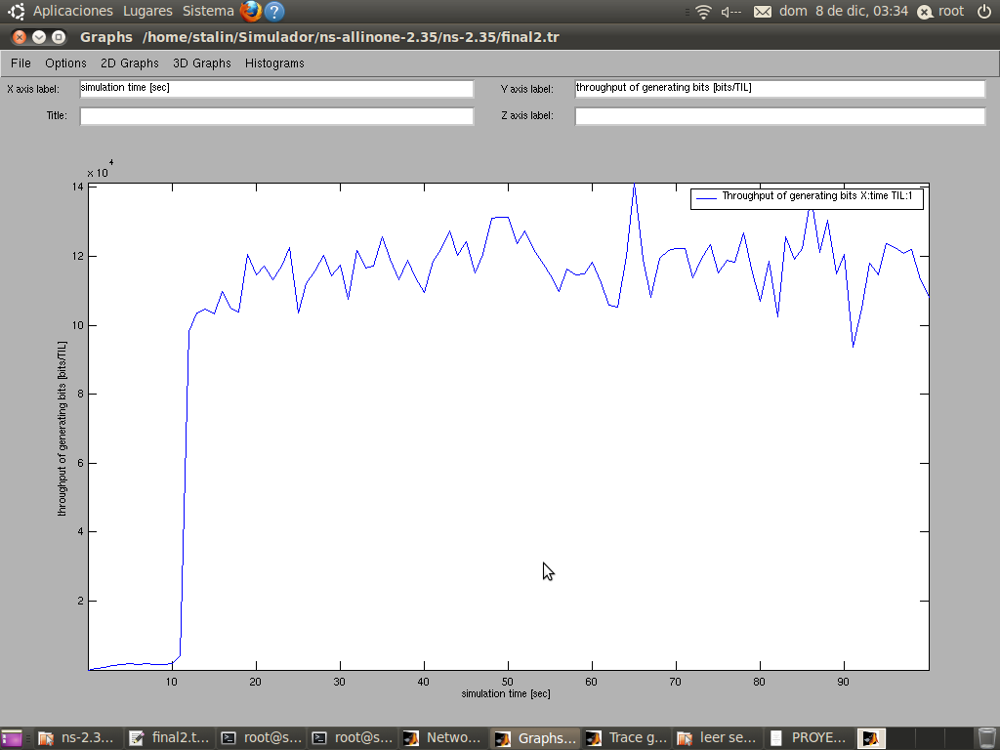 Aplicaciones Lugares Sistema ? dom 8 de dic, 03:34 root
Graphs /home/stalin/Simulador/ns-allinone-2.35/ns-2.35/final2.tr
File Options 2D Graphs 3D Graphs Histograms
X axis label: simulation time [sec] Y axis label: throughput of generating bits [bits/TIL]
Title: Z axis label:
x 10 4
14
12
10
8
6
4
2
throughput of generating bits [bits/TIL]
Throughput of generating bits X:time TIL:1
10 20 30 40 50 60 70 80 90
simulation time [sec]
ns-2.3... final2.t... root@s... root@s... Netwo... Graphs... Trace g... leer se... PROYE...